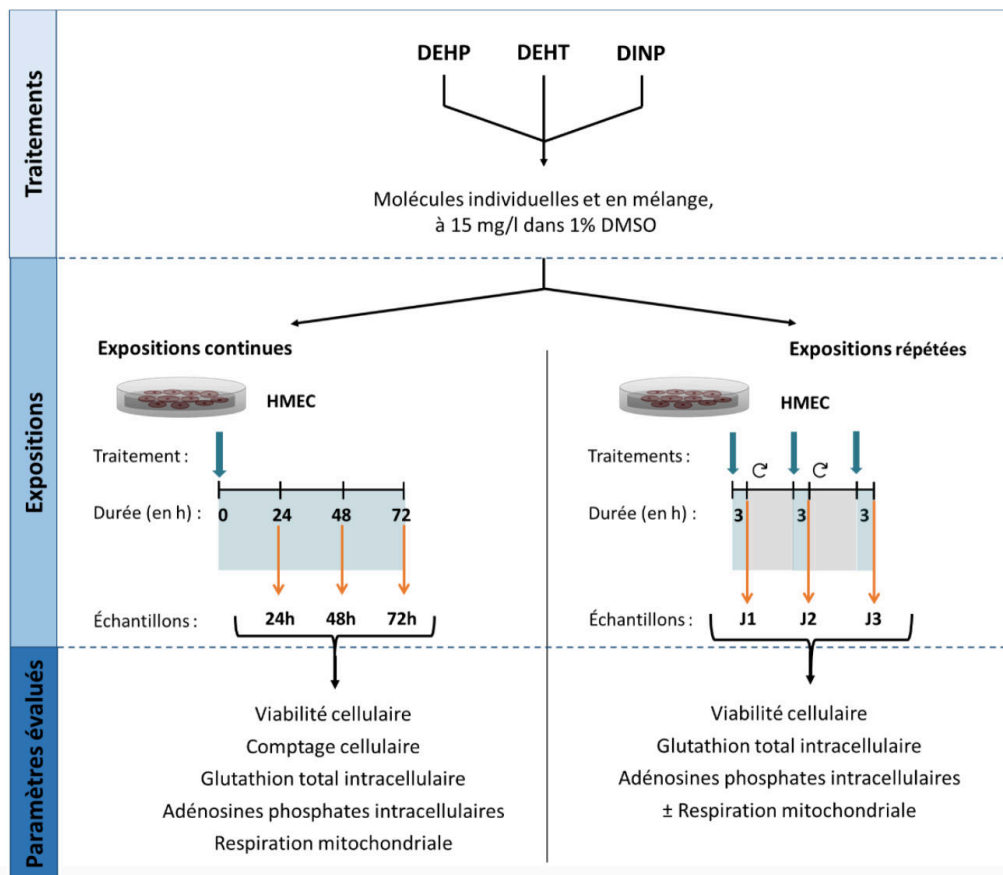 Traitements
DEHP DEHT DINP
Molécules individuelles et en mélange,
à 15 mg/l dans 1% DMSO
Expositions
Expositions continues
HMEC
Traitement :
Durée (en h) : 0 24 48 72
Échantillons : 24h 48h 72h
Expositions répétées
HMEC
Traitements :
Durée (en h) : 3 3 3
Échantillons : J1 J2 J3
Paramètres évalués
Viabilité cellulaire
Comptage cellulaire
Glutathion total intracellulaire
Adénosines phosphates intracellulaires
Respiration mitochondriale
Viabilité cellulaire
Glutathion total intracellulaire
Adénosines phosphates intracellulaires
± Respiration mitochondriale